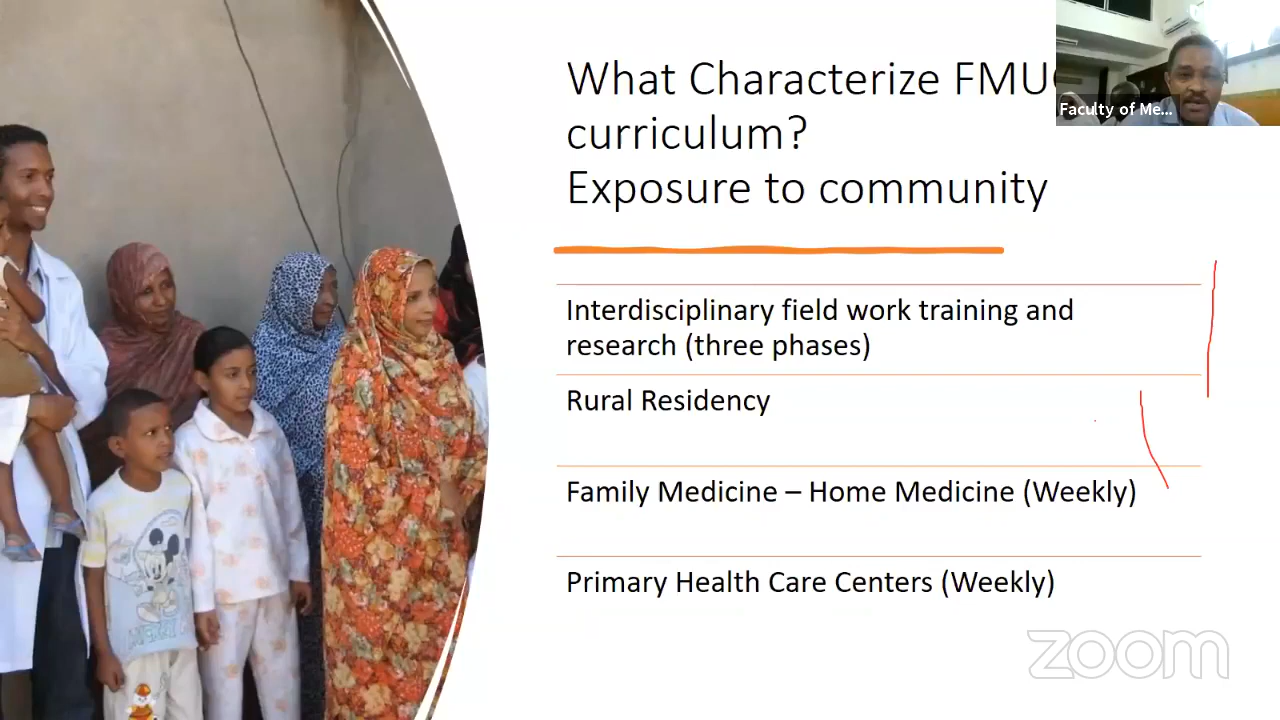 What Characterize FMU
curriculum?
Exposure to community
Faculty of Me...
Interdisciplinary field work training and
research (three phases)
Rural Residency
Family Medicine – Home Medicine (Weekly)
Primary Health Care Centers (Weekly)
zoom